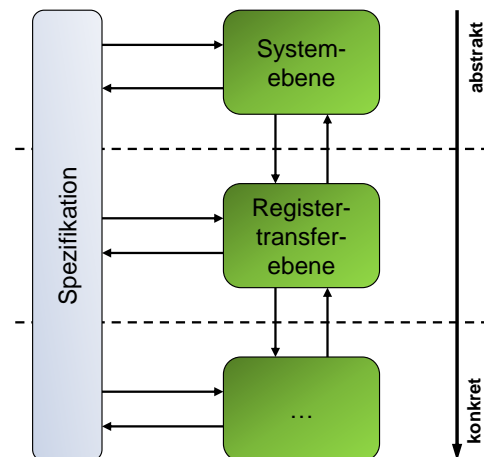 System-
ebene
abstrakt
Spezifikation
Register-
transfer-
ebene
...
konkret